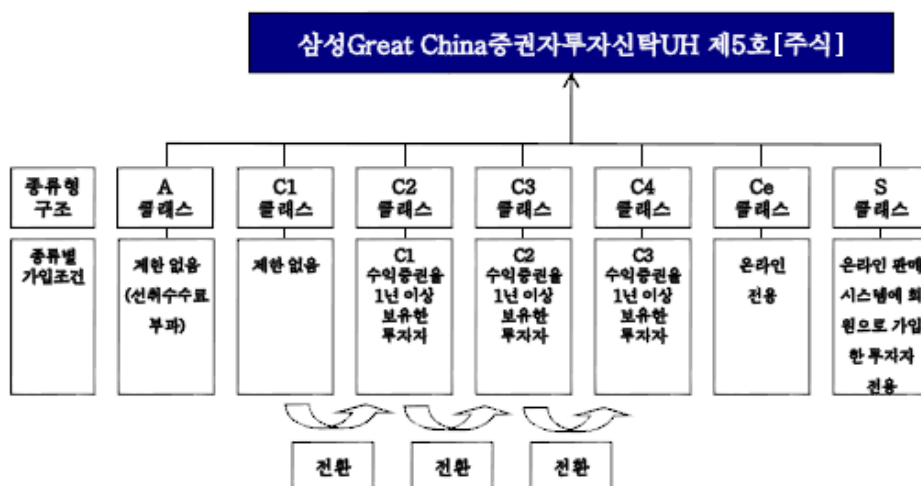 삼성Great China증권자투자신탁UH 제5호[주식]
종류형
구조
A
클래스
C1
클래스
C2
클래스
C3
클래스
C4
클래스
Ce
클래스
S
클래스
종류별
가입조건
제한 없음
(선취수수료
부과)
제한 없음
C1
수익증권을
1년 이상
보유한
투자자
C2
수익증권을
1년 이상
보유한
투자자
C3
수익증권을
1년 이상
보유한
투자자
온라인
전용
온라인 판매
시스템에 회
원으로 가입
한 투자자
전용
전환
전환
전환